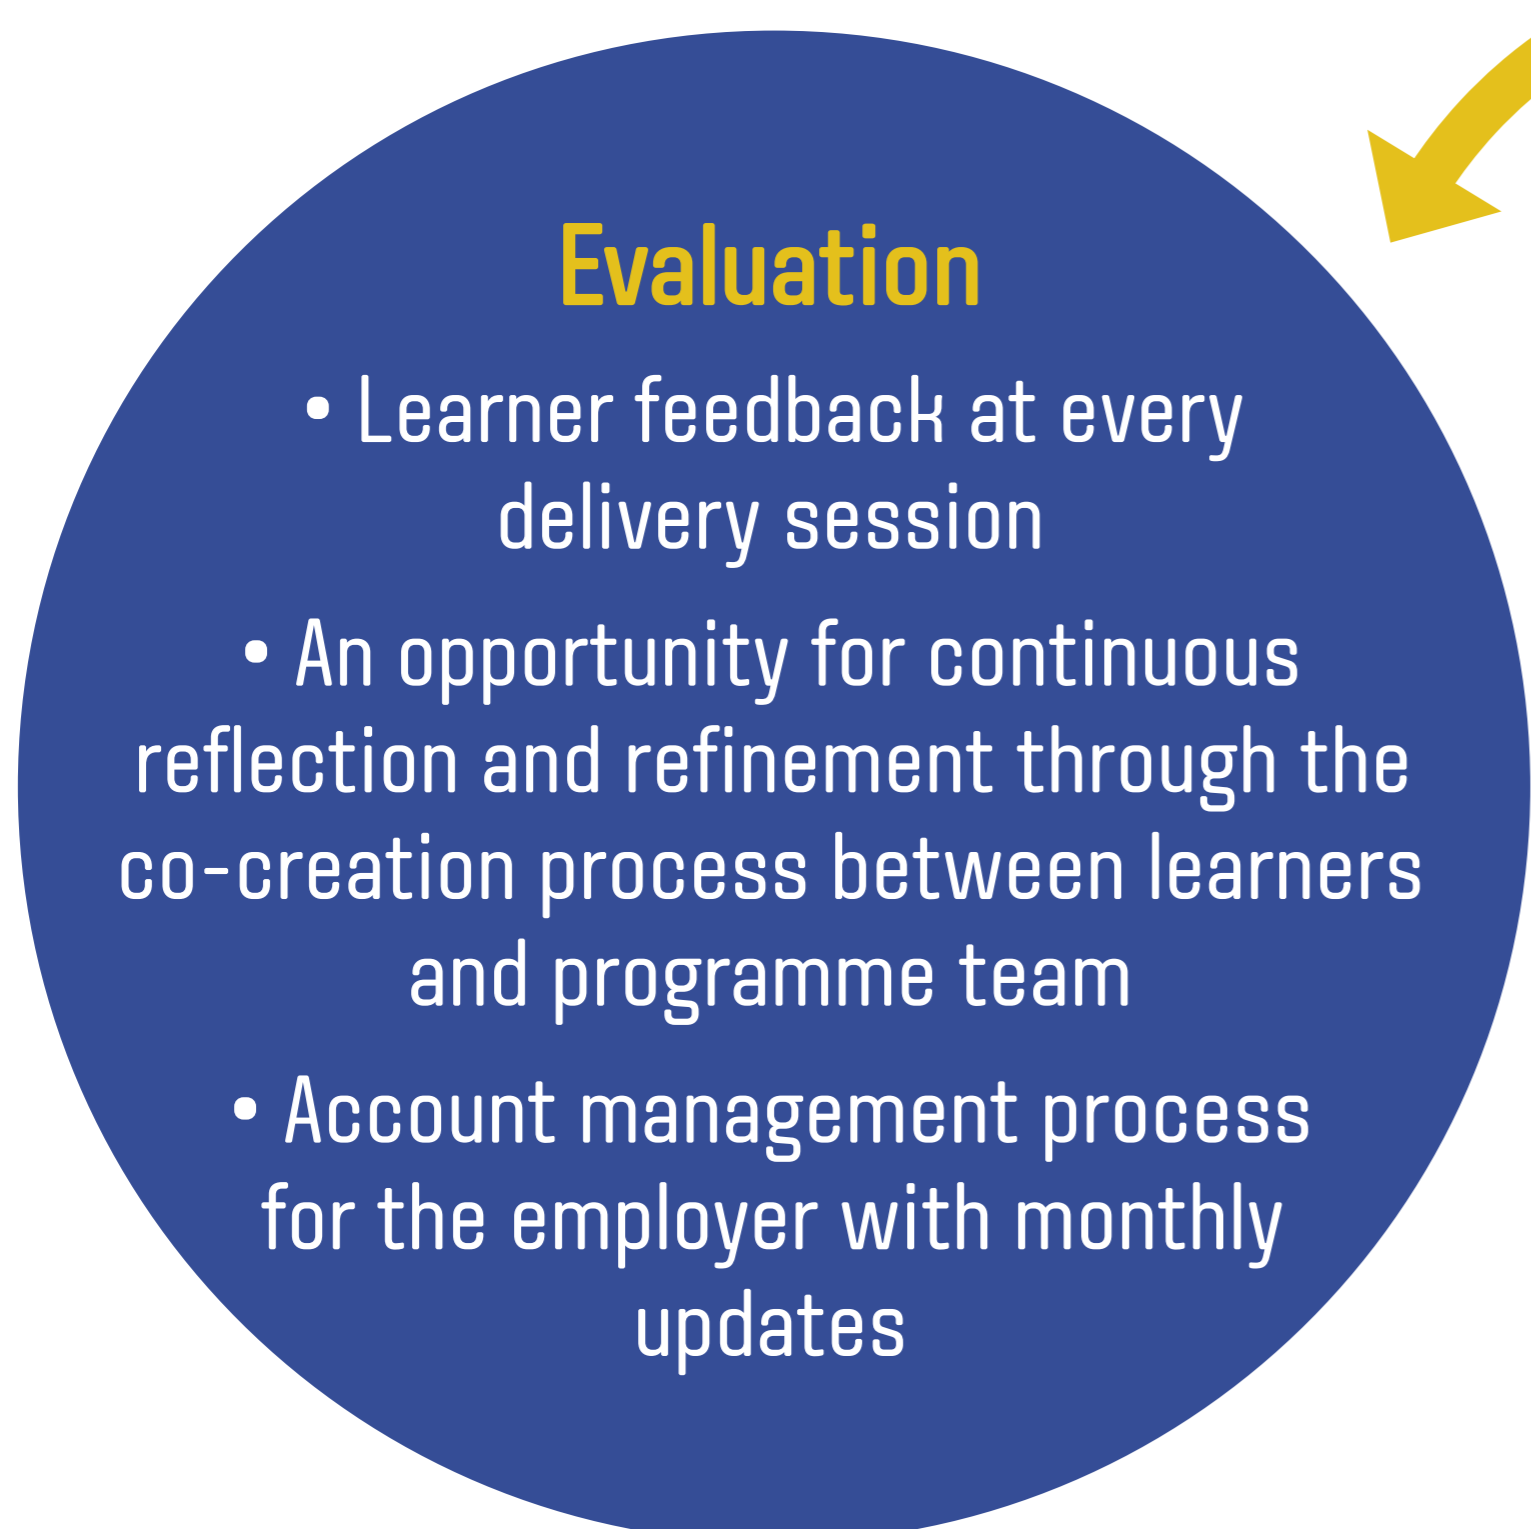 Evaluation
• Learner feedback at every
delivery session
• An opportunity for continuous
reflection and refinement through the
co-creation process between learners
and programme team
• Account management process
for the employer with monthly
updates